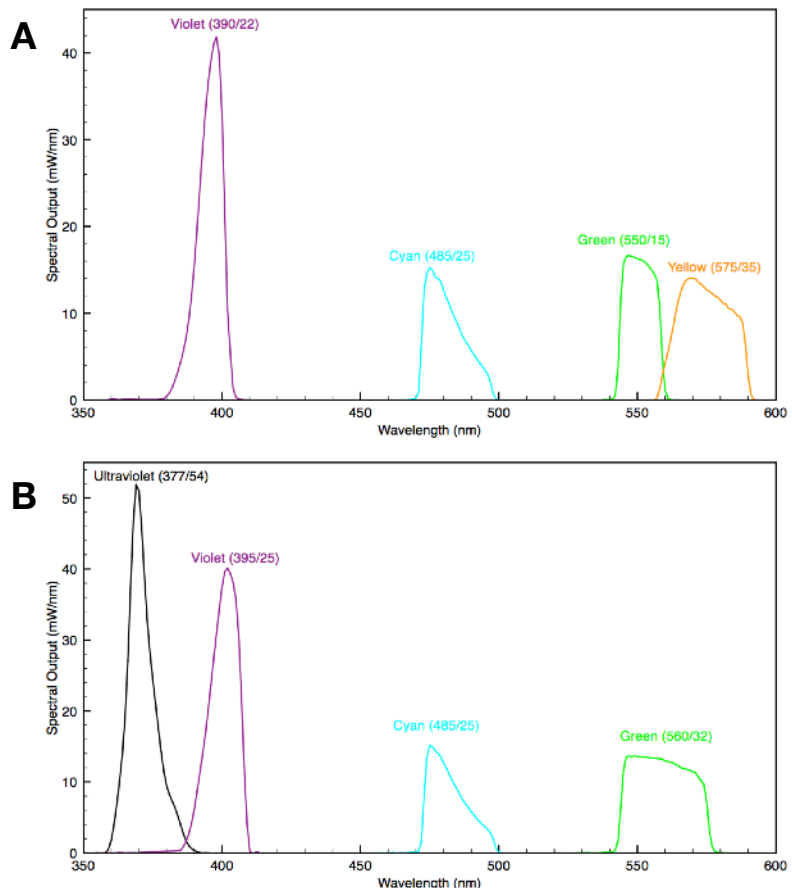 A
Violet (390/22)
40
30
20
10
0
Spectral Output (mW/nm)
Cyan (485/25)
Green (550/15)
Yellow (575/35)
350
400
450
500
550
600
Wavelength (nm)
B
Ultraviolet (377/54)
50
40
30
20
10
0
Spectral Output (mW/nm)
Violet (395/25)
Cyan (485/25)
Green (560/32)
350
400
450
500
550
600
Wavelength (nm)